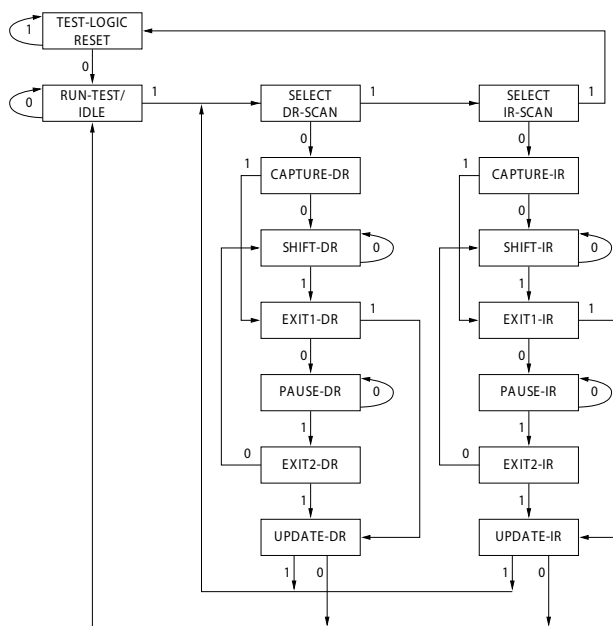 1
TEST-LOGIC
RESET
0
0
RUN-TEST/
IDLE
1
SELECT
DR-SCAN
1
SELECT
IR-SCAN
1
0
0
1
CAPTURE-DR
1
CAPTURE-IR
0
0
SHIFT-DR
0
SHIFT-IR
0
1
1
EXIT1-DR
1
EXIT1-IR
1
0
0
PAUSE-DR
0
PAUSE-IR
0
1
1
0
EXIT2-DR
0
EXIT2-IR
1
1
UPDATE-DR
UPDATE-IR
1
0
1
0